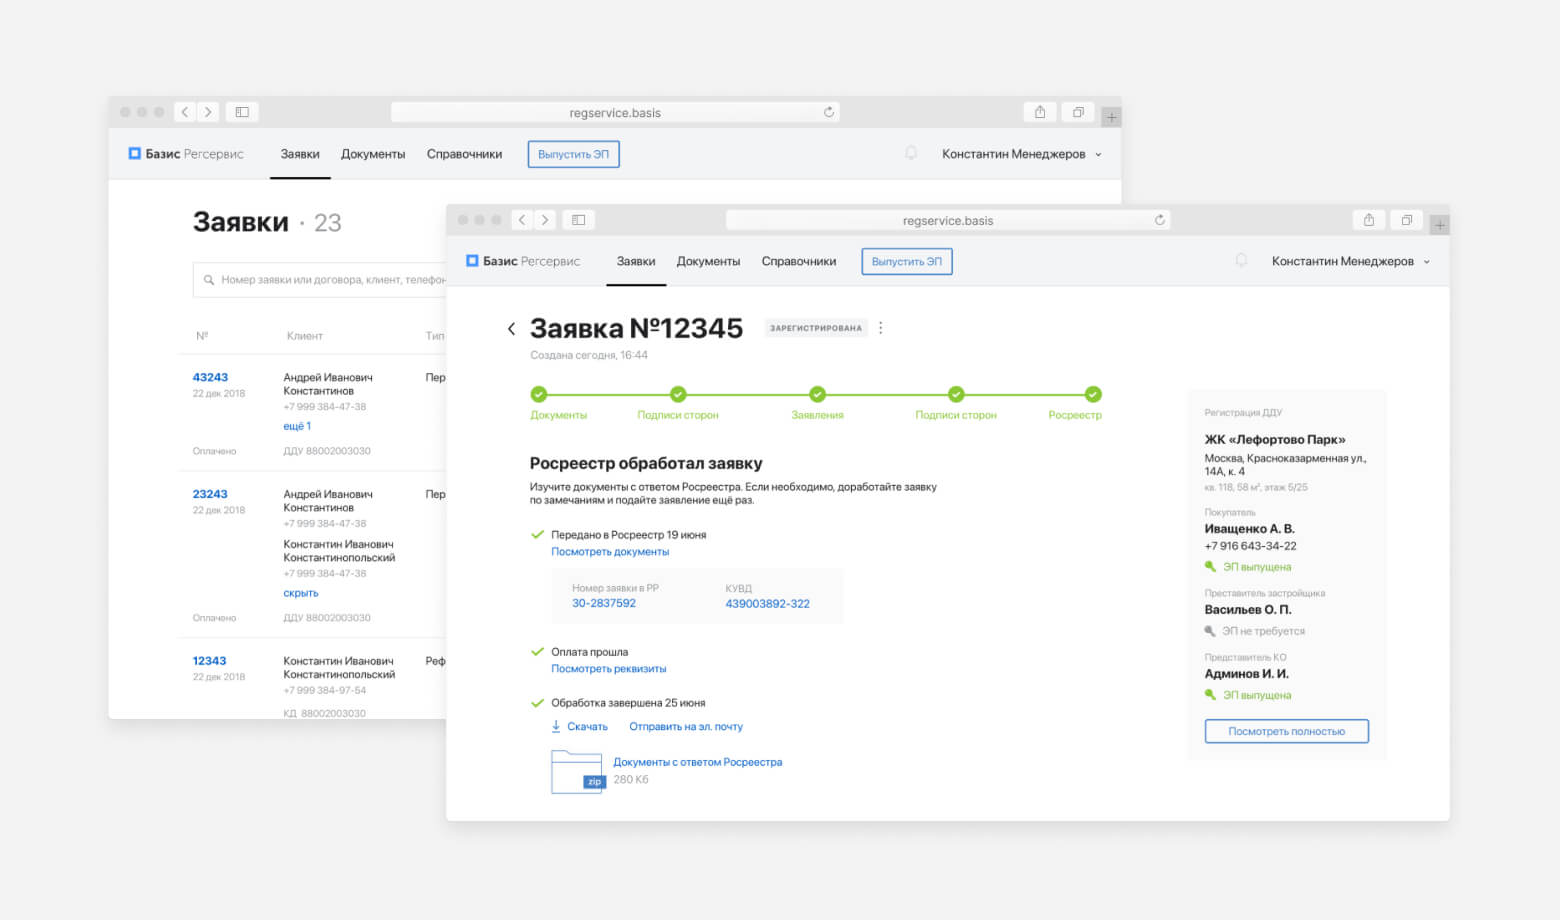 regservice.basis
Базис Регсервис
Заявки
Документы
Справочники
Выпустить ЭП
Константин Менеджеров
Заявки · 23
Номер заявки или договора, клиент, телефон
№
Клиент
Тип
43243
22 дек 2018
Андрей Иванович
Константинов
+7 999 384-47-38
ещё 1
Пер
Оплачено
ДДУ 88002003030
23243
22 дек 2018
Андрей Иванович
Константинов
+7 999 384-47-38
Константин Иванович
Константинопольский
+7 999 384-47-38
скрыть
Пер
Оплачено
ДДУ 88002003030
12343
22 дек 2018
Константин Иванович
Константинопольский
+7 999 384-97-54
Реф
КД 88002003030
regservice.basis
Базис Регсервис
Заявки
Документы
Справочники
Выпустить ЭП
Константин Менеджеров
Заявка №12345
ЗАРЕГИСТРИРОВАНА
Создана сегодня, 16:44
Документы
Подписи сторон
Заявления
Подписи сторон
Росреестр
Росреестр обработал заявку
Изучите документы с ответом Росреестра. Если необходимо, доработайте заявку
по замечаниям и подайте заявление ещё раз.
Передано в Росреестр 19 июня
Посмотреть документы
Номер заявки в РР
30-2837592
КУВД
439003892-322
Оплата прошла
Посмотреть реквизиты
Обработка завершена 25 июня
Скачать
Отправить на эл. почту
zip
Документы с ответом Росреестра
280 Кб
Регистрация ДДУ
ЖК «Лефортово Парк»
Москва, Красноказарменная ул.,
14А, к. 4
кв. 118, 58 м², этаж 5/25
Покупатель
Иващенко А. В.
+7 916 643-34-22
ЭП выпущена
Преставитель застройщика
Васильев О. П.
ЭП не требуется
Представитель КО
Админов И. И.
ЭП выпущена
Посмотреть полностью